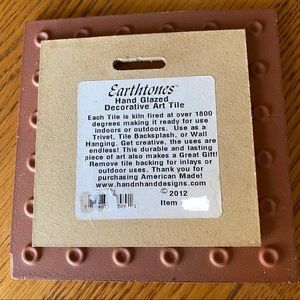 Earthtones™
Hand Glazed
Decorative Art Tile
Each Tile is kiln fired at over 1800
degrees making it ready for use
indoors or outdoors. Use as a
Trivet, Tile Backsplash, or Wall
Hanging, Get creative, the uses are
endless! This durable and lasting
piece of art also makes a Great Gift!
Remove tile backing for inlays or
outdoor uses. Thank you for
purchasing American Made!
www.handnhanddesigns.com
© 2012
Item